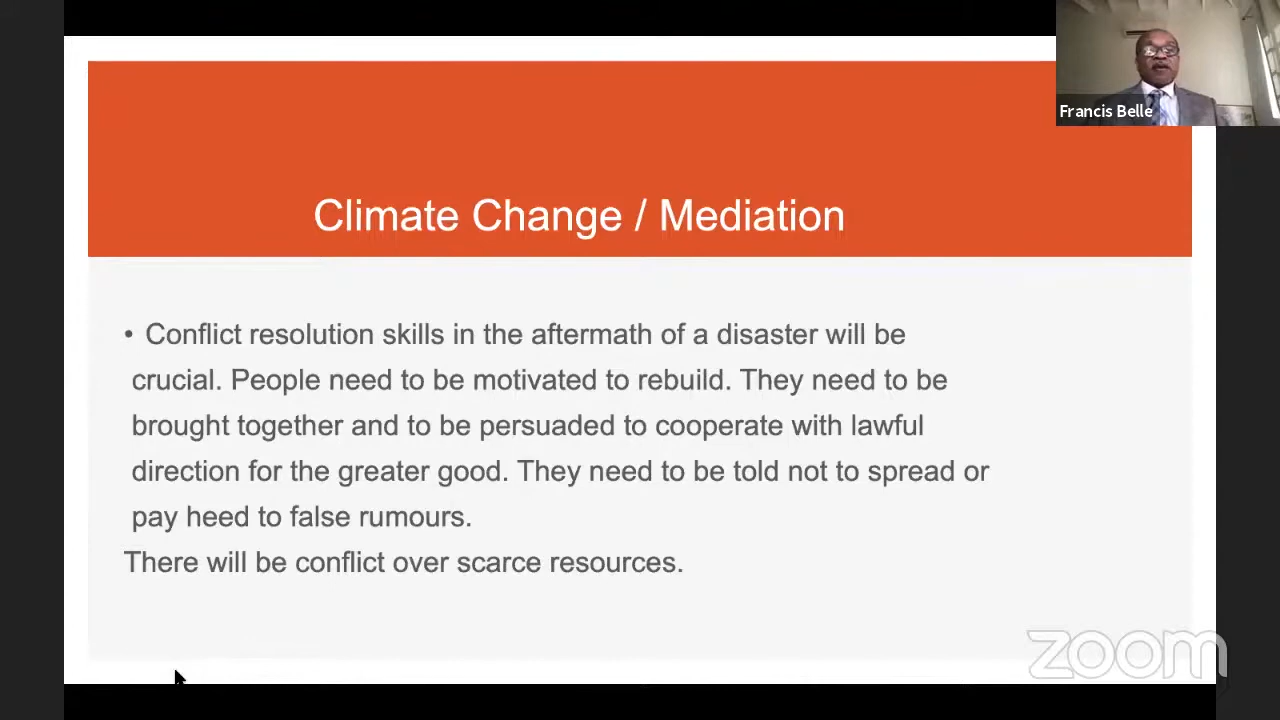 Francis Belle
Climate Change / Mediation
• Conflict resolution skills in the aftermath of a disaster will be
crucial. People need to be motivated to rebuild. They need to be
brought together and to be persuaded to cooperate with lawful
direction for the greater good. They need to be told not to spread or
pay heed to false rumours.
There will be conflict over scarce resources.
zoom